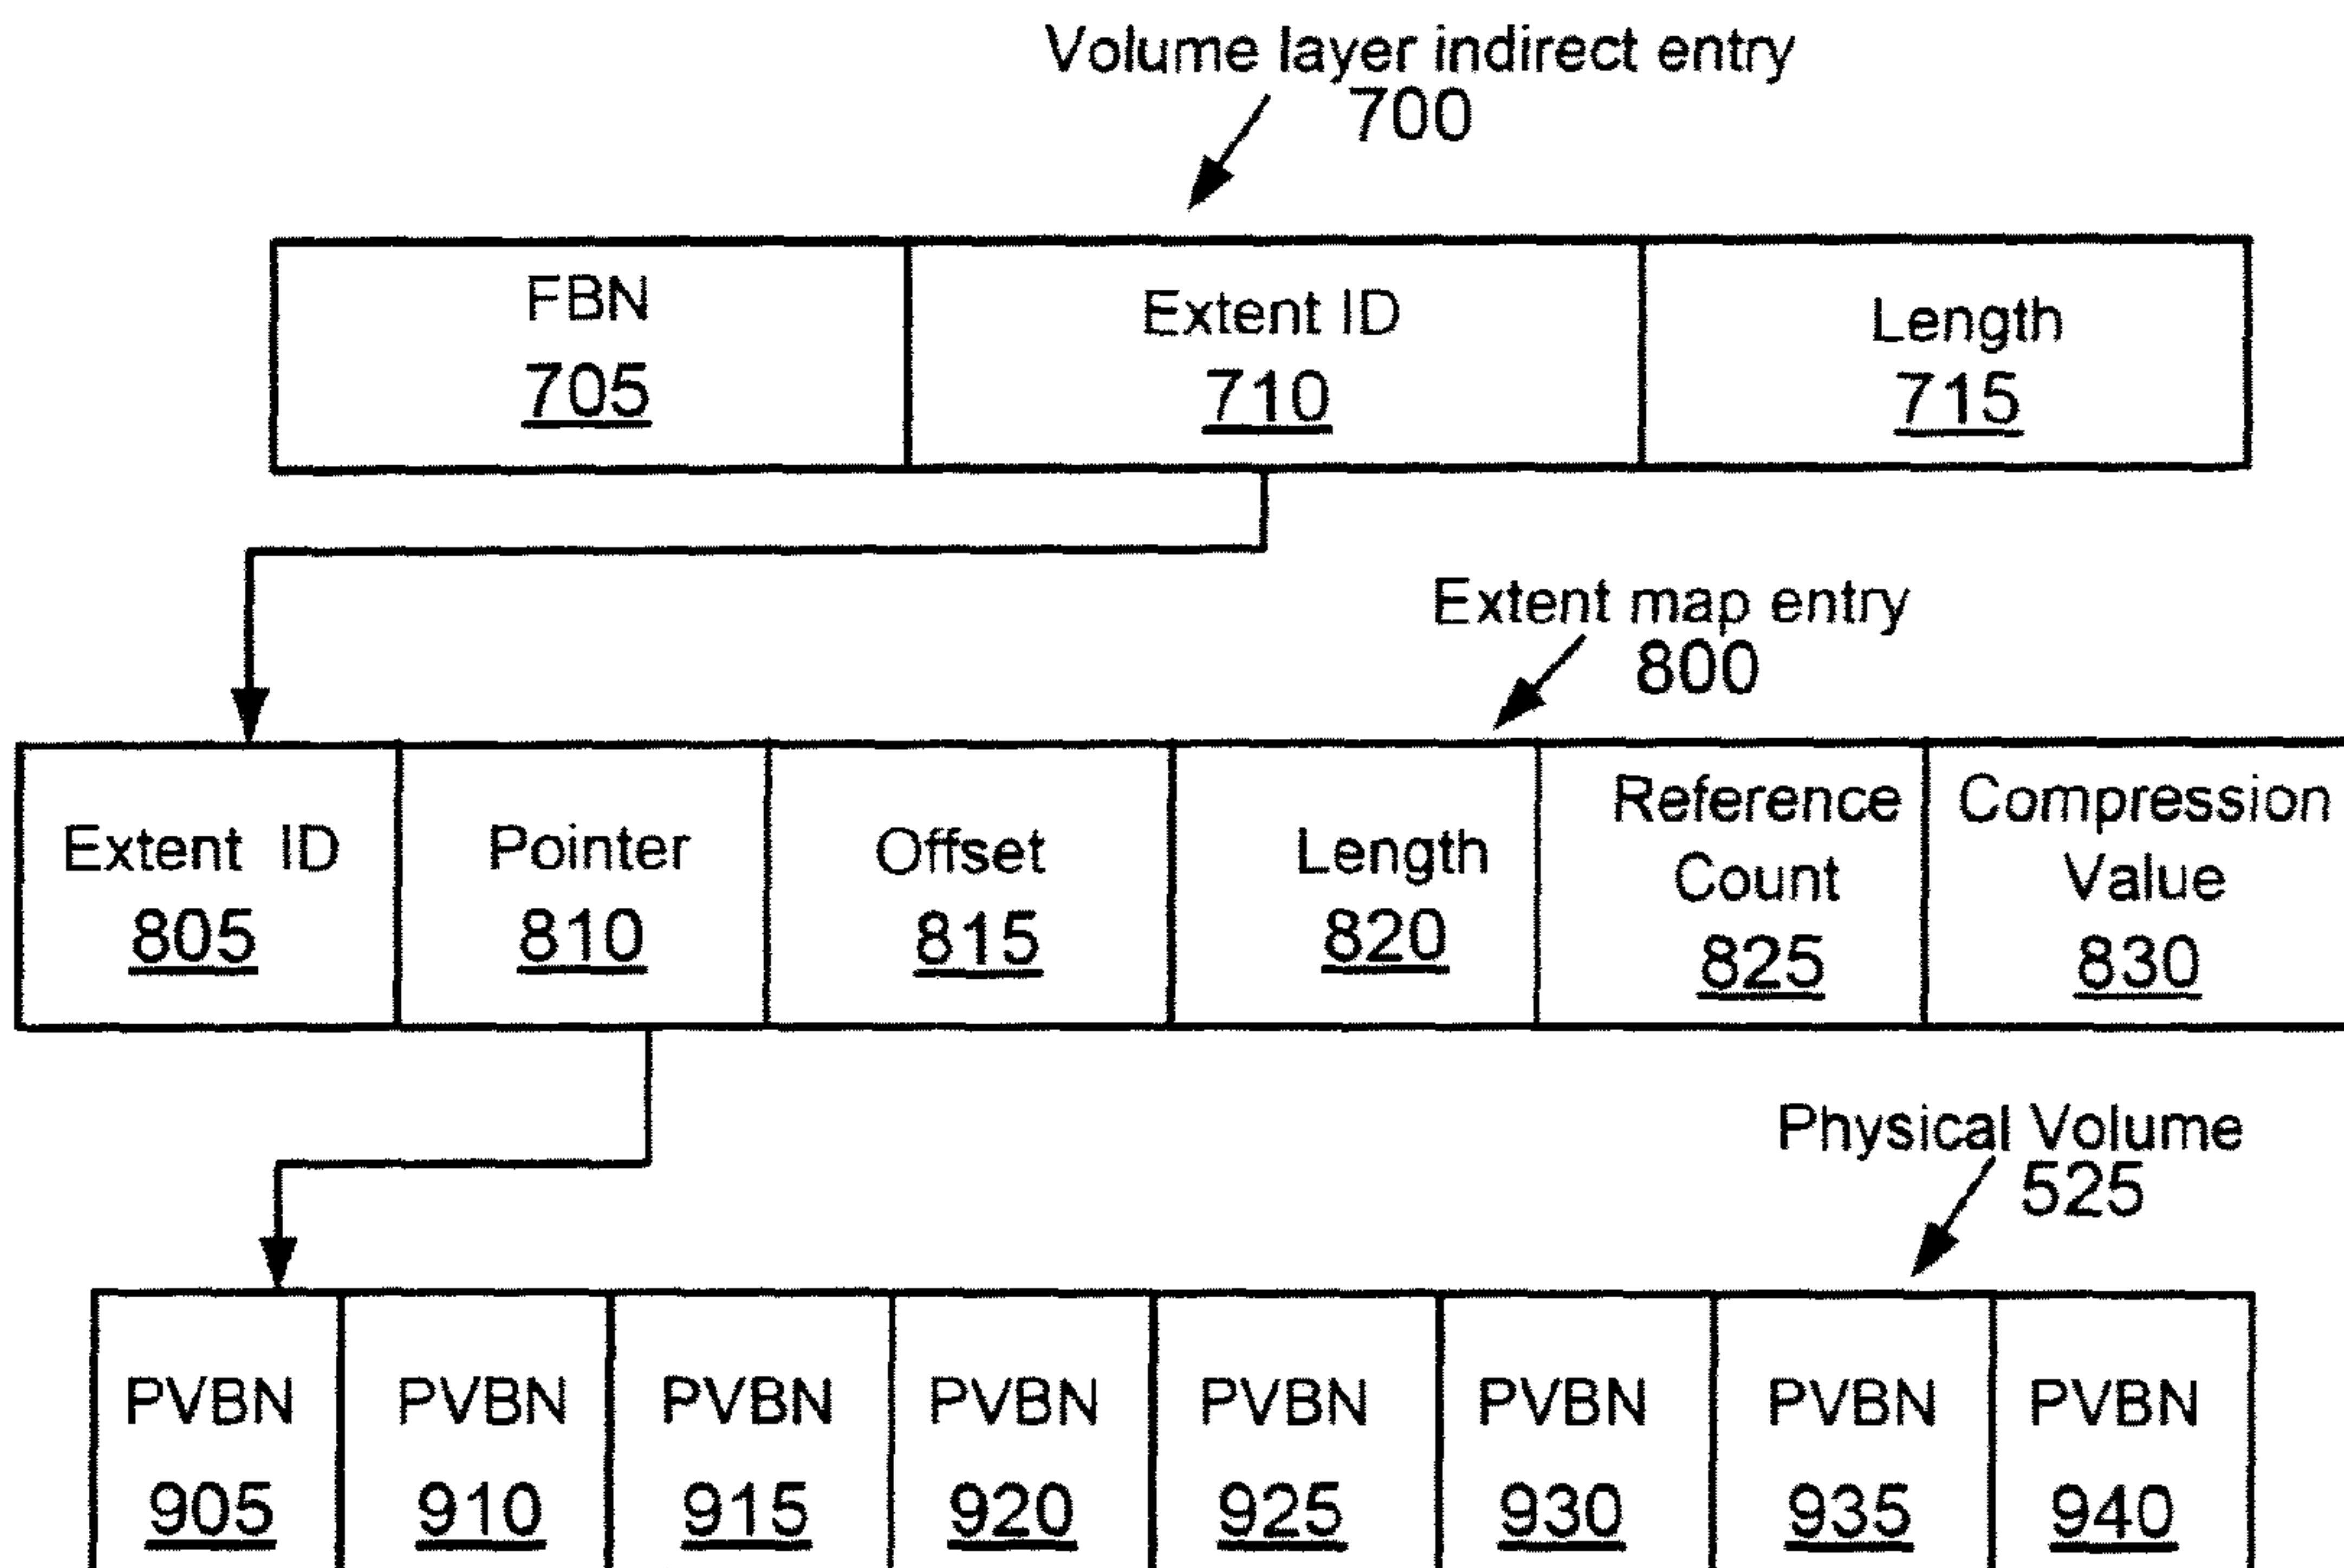 Volume layer indirect entry
700
FBN
705
Extent ID
710
Length
715
Extent map entry
800
Extent ID
805
Pointer
810
Offset
815
Length
820
Reference
Count
825
Compression
Value
830
Physical Volume
525
PVBN
905
PVBN
910
PVBN
915
PVBN
920
PVBN
925
PVBN
930
PVBN
935
PVBN
940